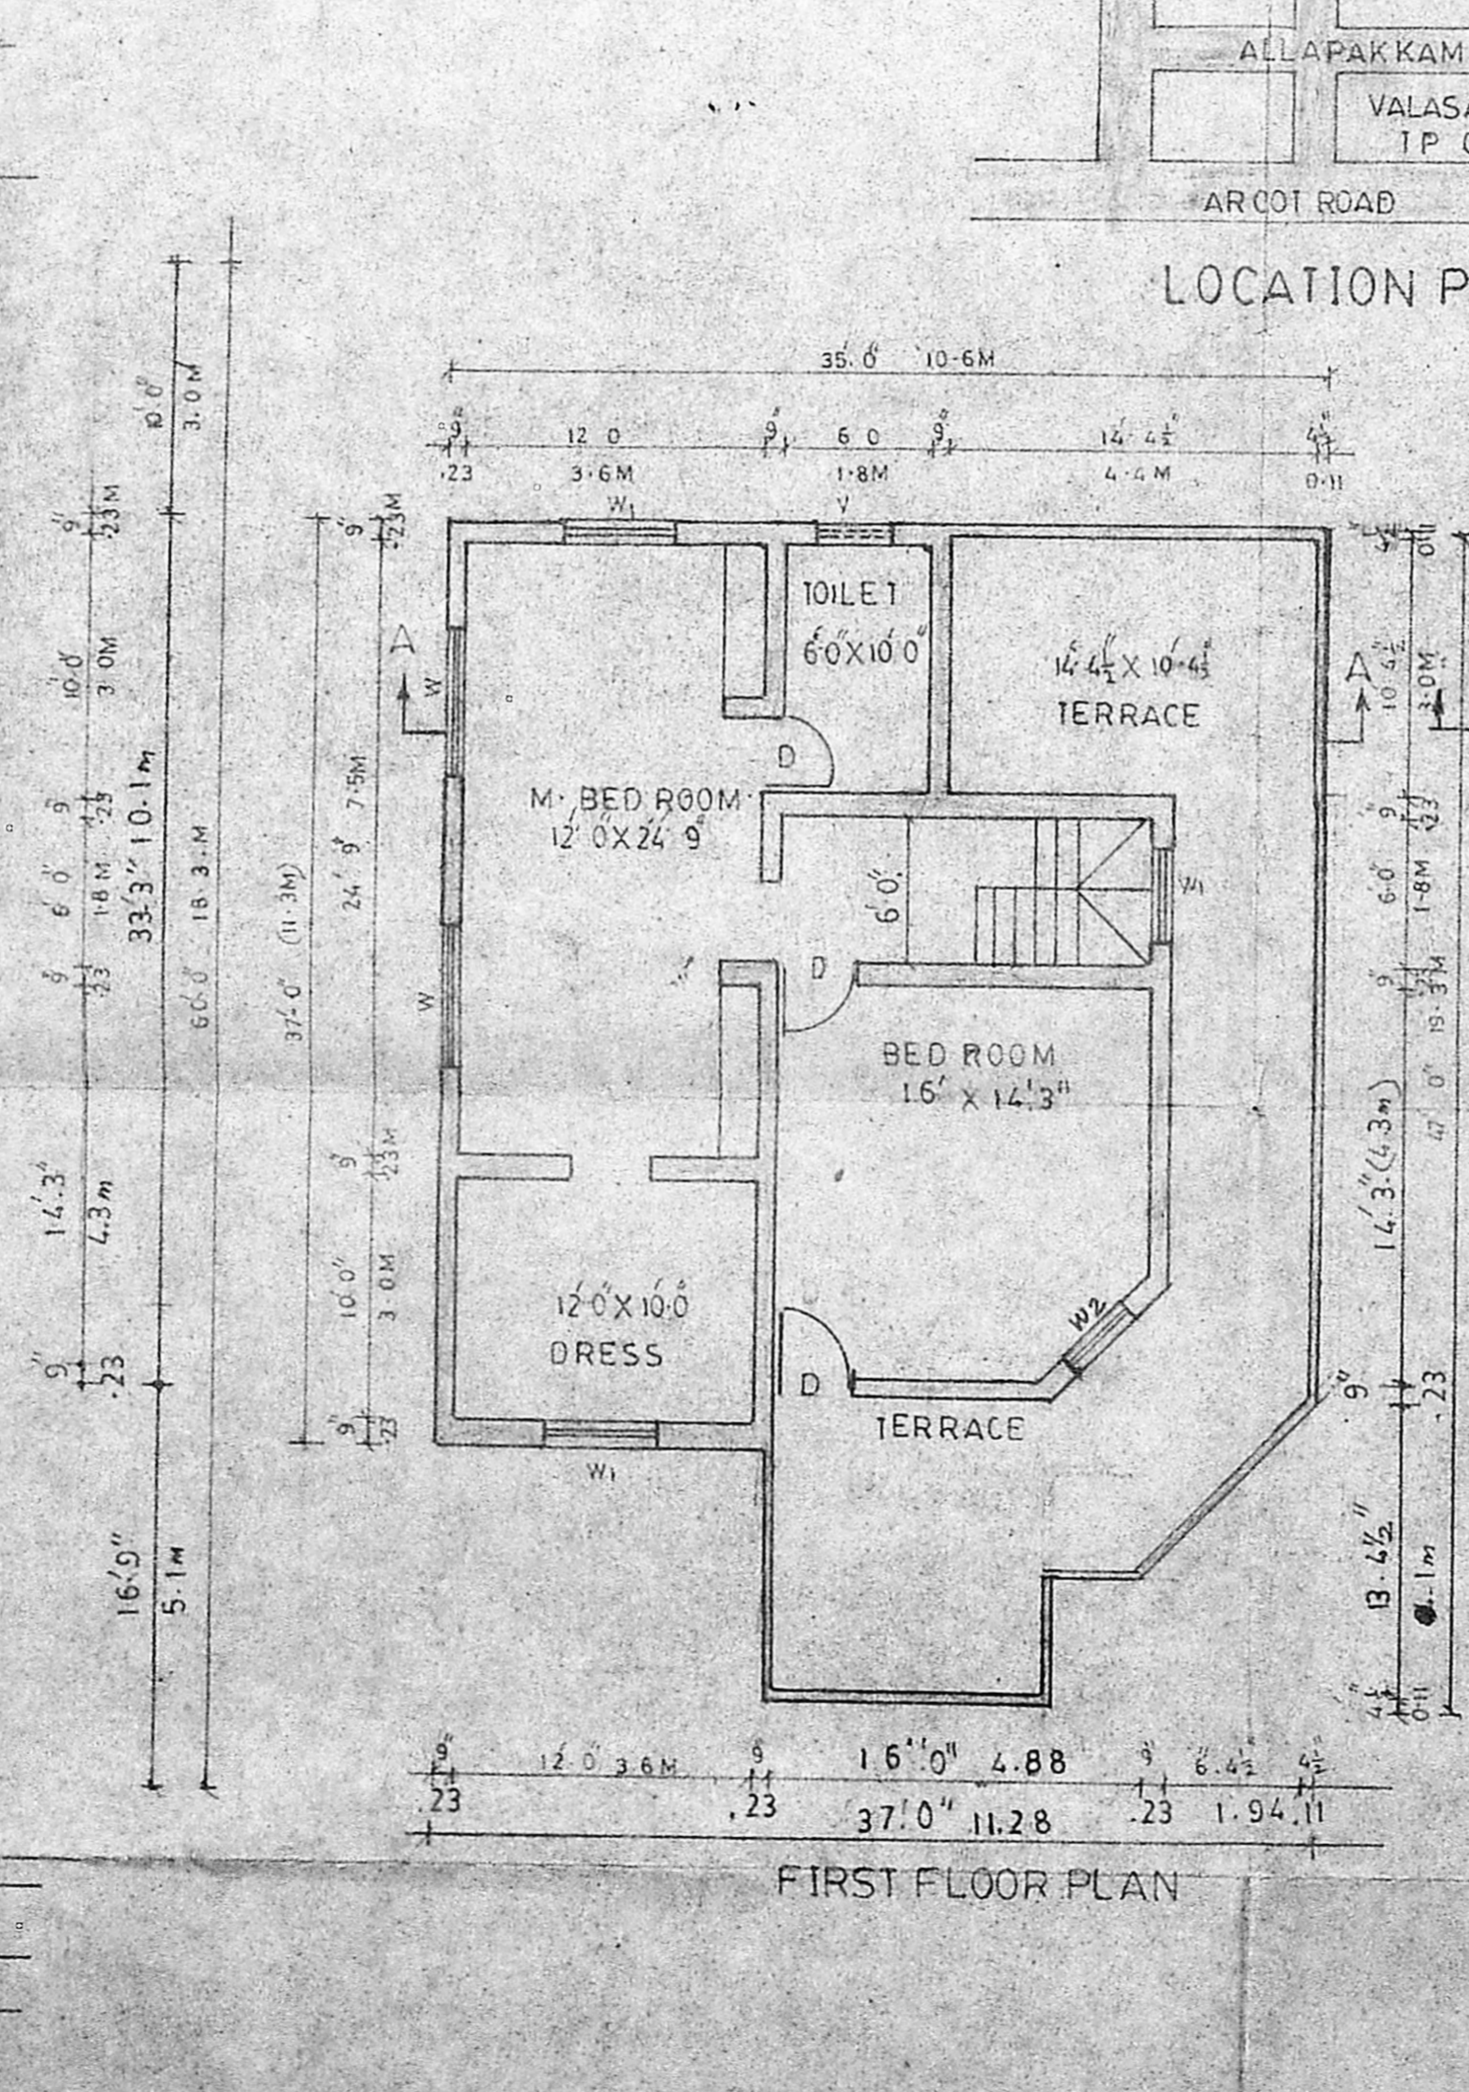 ALLAPAKKAM
VALASA
T P
ARCOT ROAD
LOCATION P
35' 0" 10·6M
9" 12 0 9" 6 0 9" 14' 4½" 4½"
·23 3·6M 1·8M 4·4M 0·11
W1 V
9" ·23M
10' 0" 3.0M
9" ·23M
10'.0" 3 0M
9" ·23
6' 0" 1·8M
9" ·23
14'.3" 4.3m
9" .23
33'.3" 10.1m
16'.9" 5.1m
60'.0" 18 3.M
37'-0" (11·3M)
24' 9" 7·5M
9" ·23M
10' 0" 3 0M
9" ·23
A
W
W
TOILET
6'0"X10' 0"
D
14'·4½" X 10'·4½"
TERRACE
M· BED ROOM·
12' 0"X24' 9"
6'0".
W1
D
BED ROOM
16' X 14'.3"
12'0"X10'0
DRESS
W2
D
TERRACE
W1
A
0·11
10' 4½" 3·0M
9" ·23
6'·0" 1·8M
9" ·23
14'.3"(4.3m)
9" .23
13'. 4½" .1m
4½" 0·11
47' 0" 19·3M
9" 12'·0" 3 6M 9" 16'·0" 4.88 9" 6'.4½" 4½"
.23 .23 .23 1.94 .11
37'.0" 11.28
FIRST FLOOR PLAN